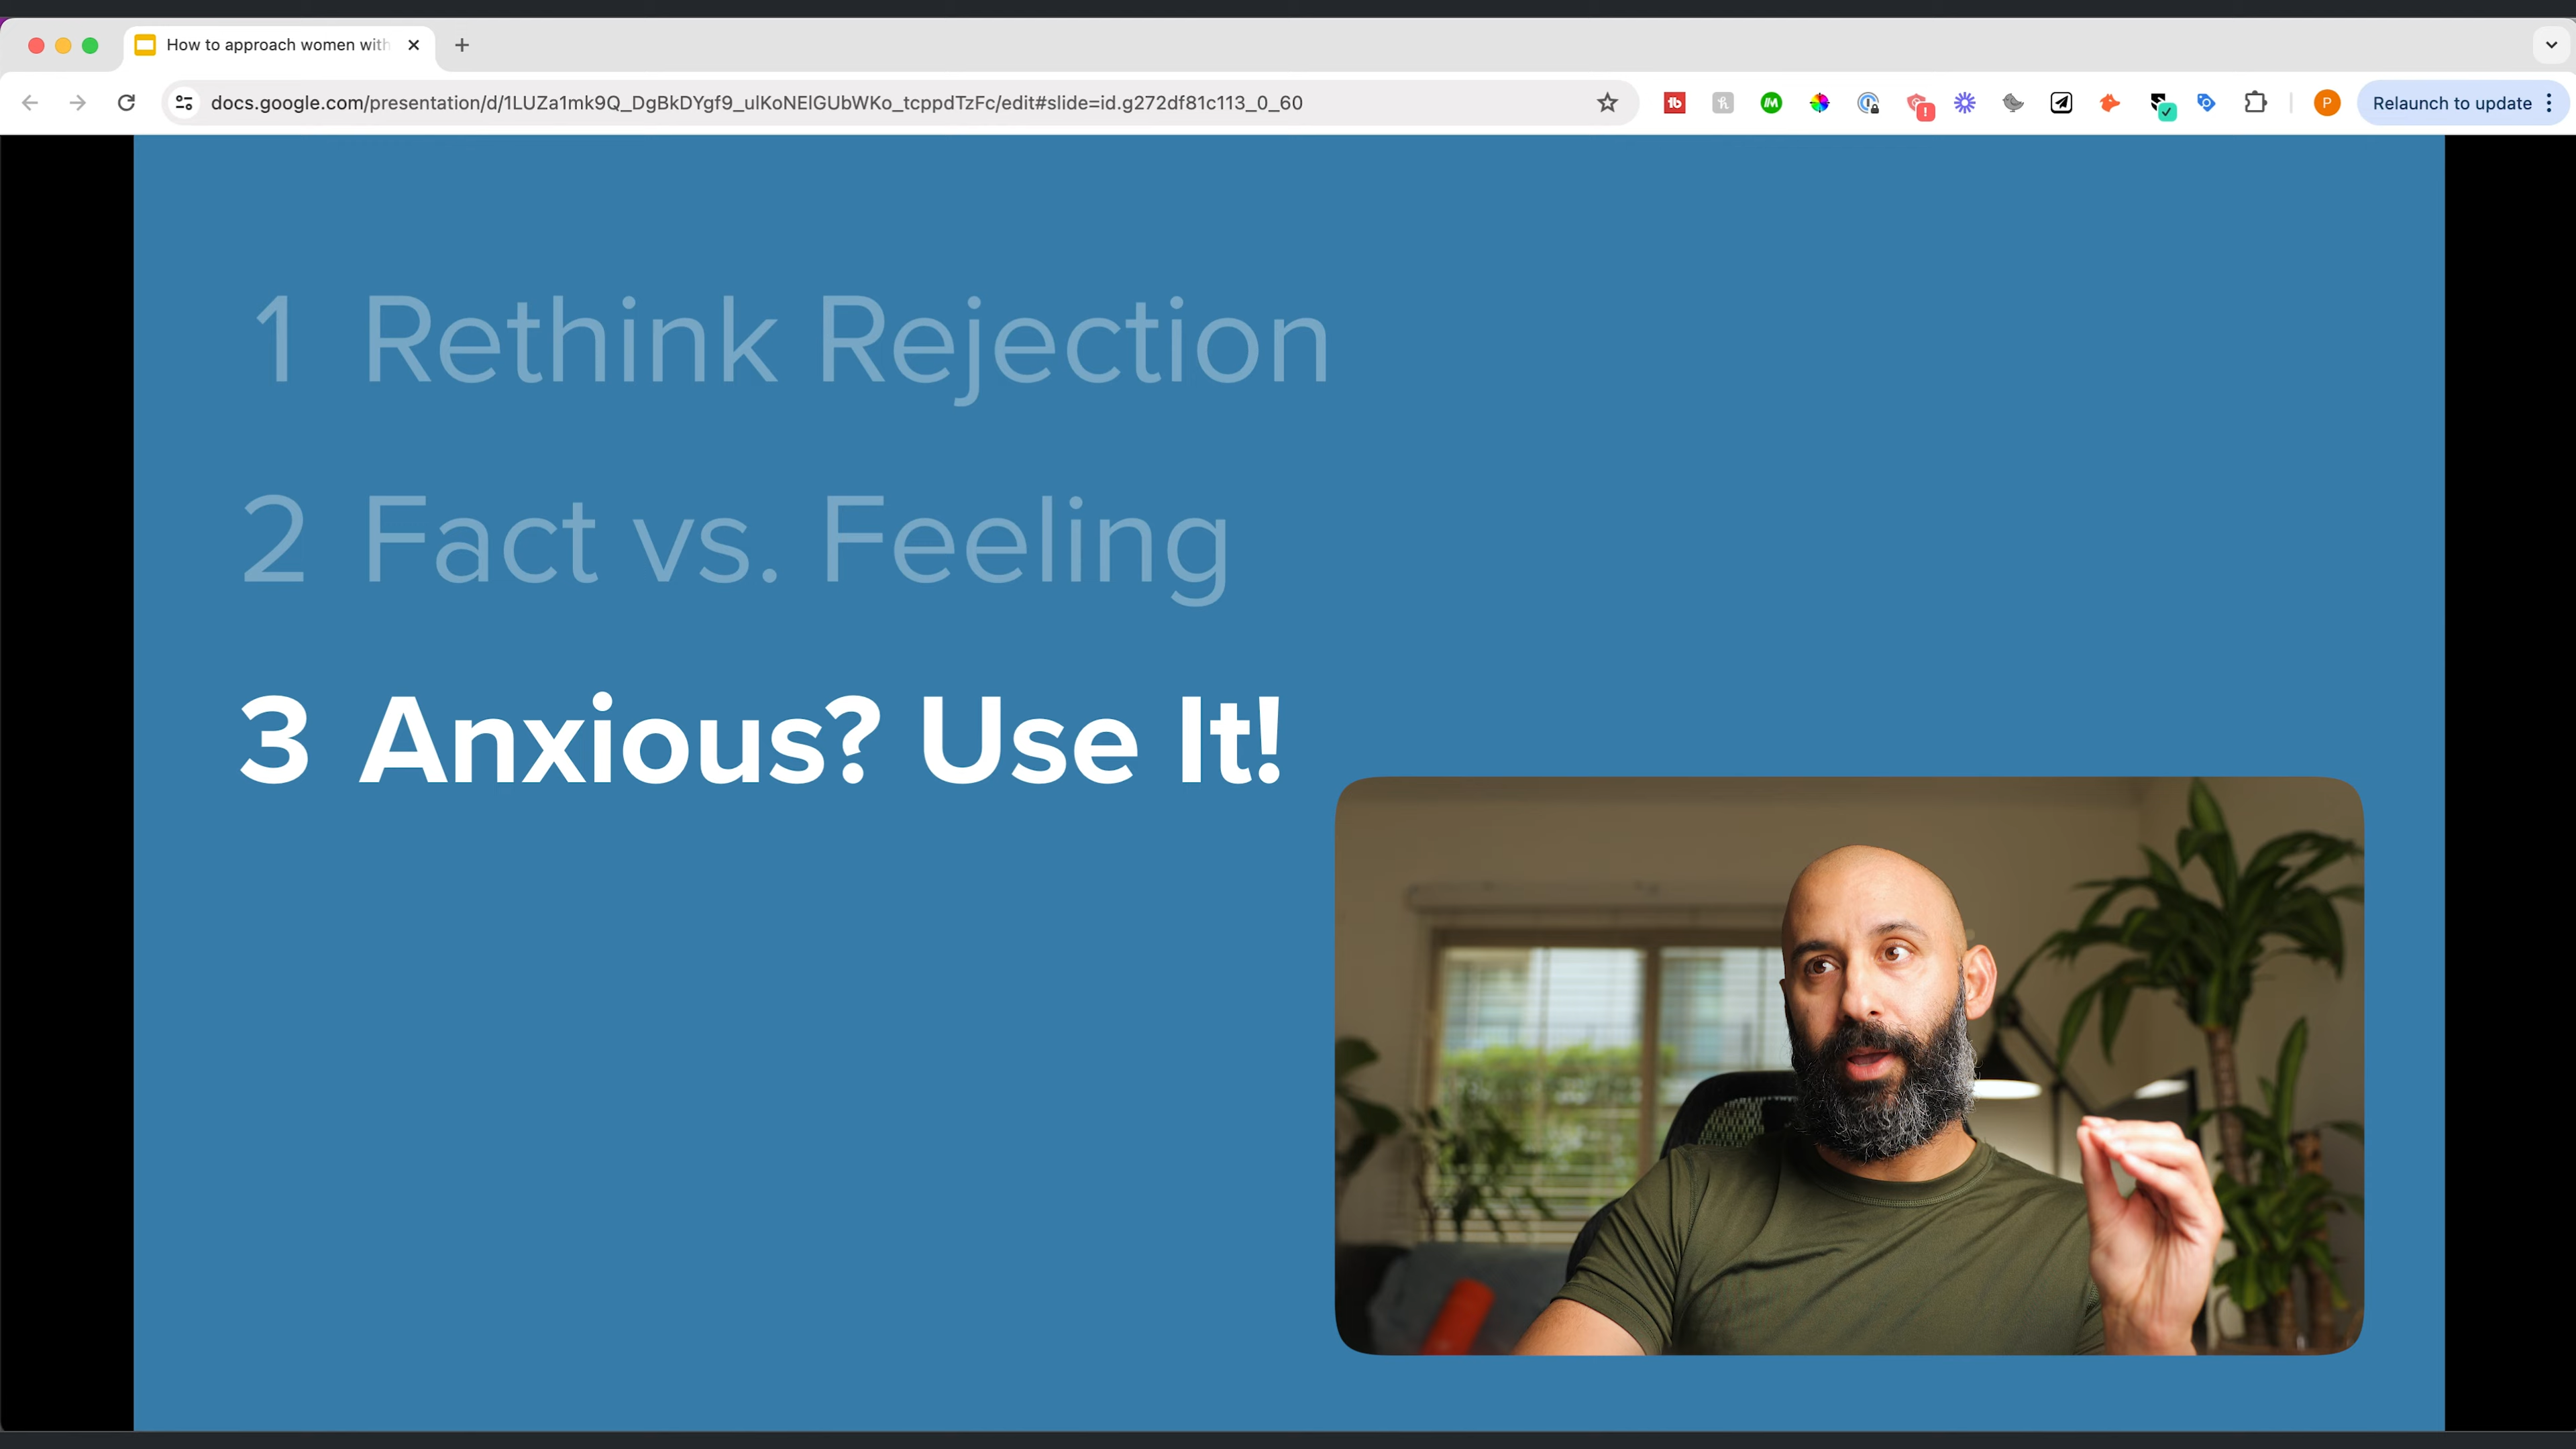 How to approach women with
docs.google.com/presentation/d/1LUZa1mk9Q_DgBkDYgf9_ulKoNElGUbWKo_tcppdTzFc/edit#slide=id.g272df81c113_0_60
P
Relaunch to update
1 Rethink Rejection
2 Fact vs. Feeling
3 Anxious? Use It!